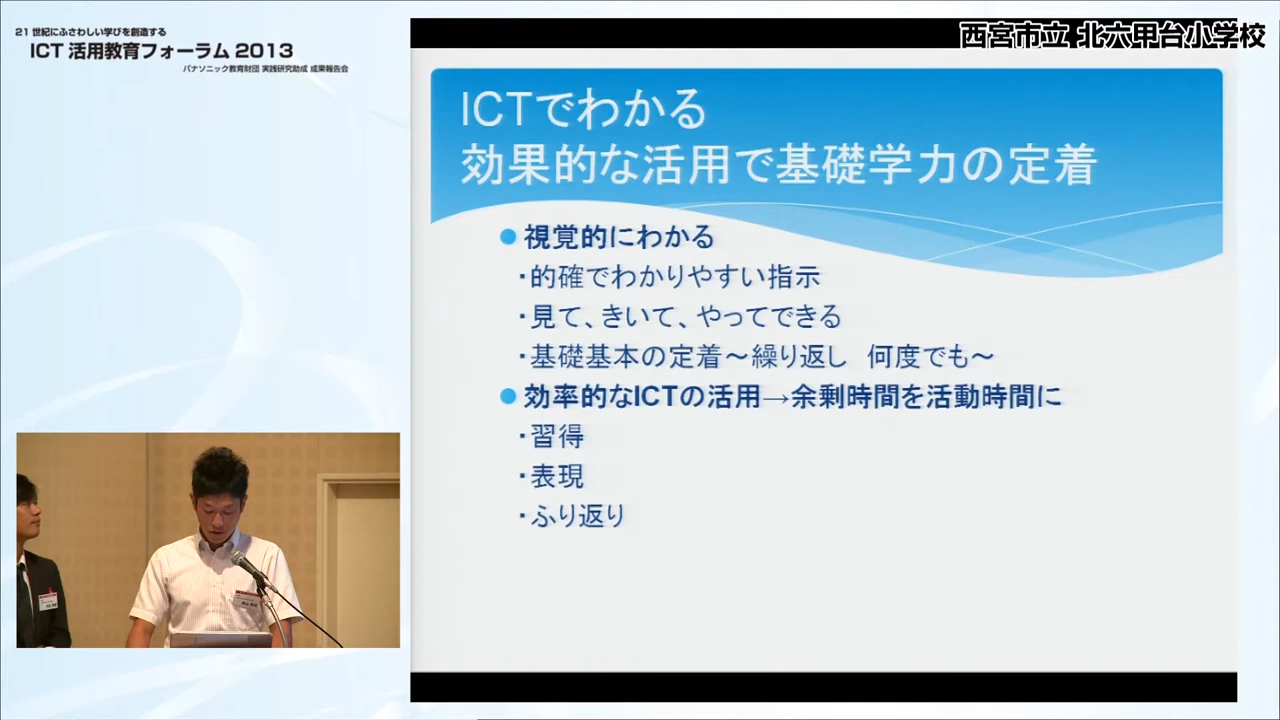 21 世紀にふさわしい学びを創造する
ICT 活用教育フォーラム 2013
パナソニック教育財団 実践研究助成 成果報告会
西宮市立 北六甲台小学校
ICTでわかる
効果的な活用で基礎学力の定着
●視覚的にわかる
・的確でわかりやすい指示
・見て、きいて、やってできる
・基礎基本の定着～繰り返し　何度でも～
●効率的なICTの活用→余剰時間を活動時間に
・習得
・表現
・ふり返り